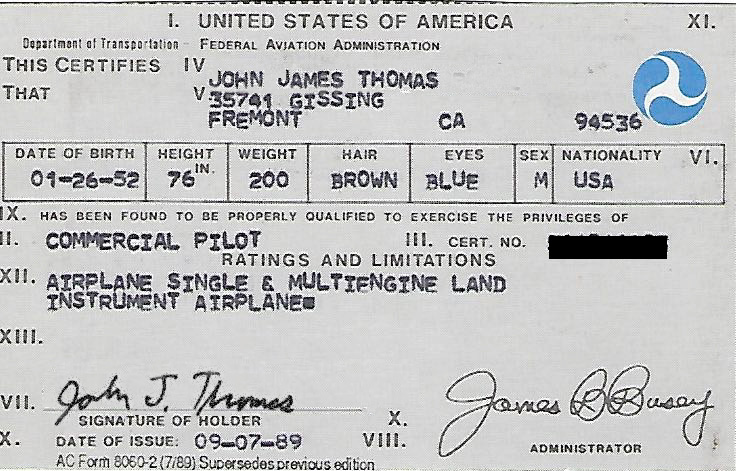 I. UNITED STATES OF AMERICA XI.
Department of Transportation - FEDERAL AVIATION ADMINISTRATION
THIS CERTIFIES IV JOHN JAMES THOMAS
THAT V 35741 GISSING
FREMONT CA 94536
DATE OF BIRTH HEIGHT WEIGHT HAIR EYES SEX NATIONALITY VI.
01-26-52 76 IN. 200 BROWN BLUE M USA
IX. HAS BEEN FOUND TO BE PROPERLY QUALIFIED TO EXERCISE THE PRIVILEGES OF
II. COMMERCIAL PILOT III. CERT. NO.
RATINGS AND LIMITATIONS
XII. AIRPLANE SINGLE & MULTIENGINE LAND
INSTRUMENT AIRPLANE
XIII.
VII. John J. Thomas James B Busey
SIGNATURE OF HOLDER X.
X. DATE OF ISSUE: 09-07-89 VIII. ADMINISTRATOR
AC Form 8060-2 (7/89) Supersedes previous edition